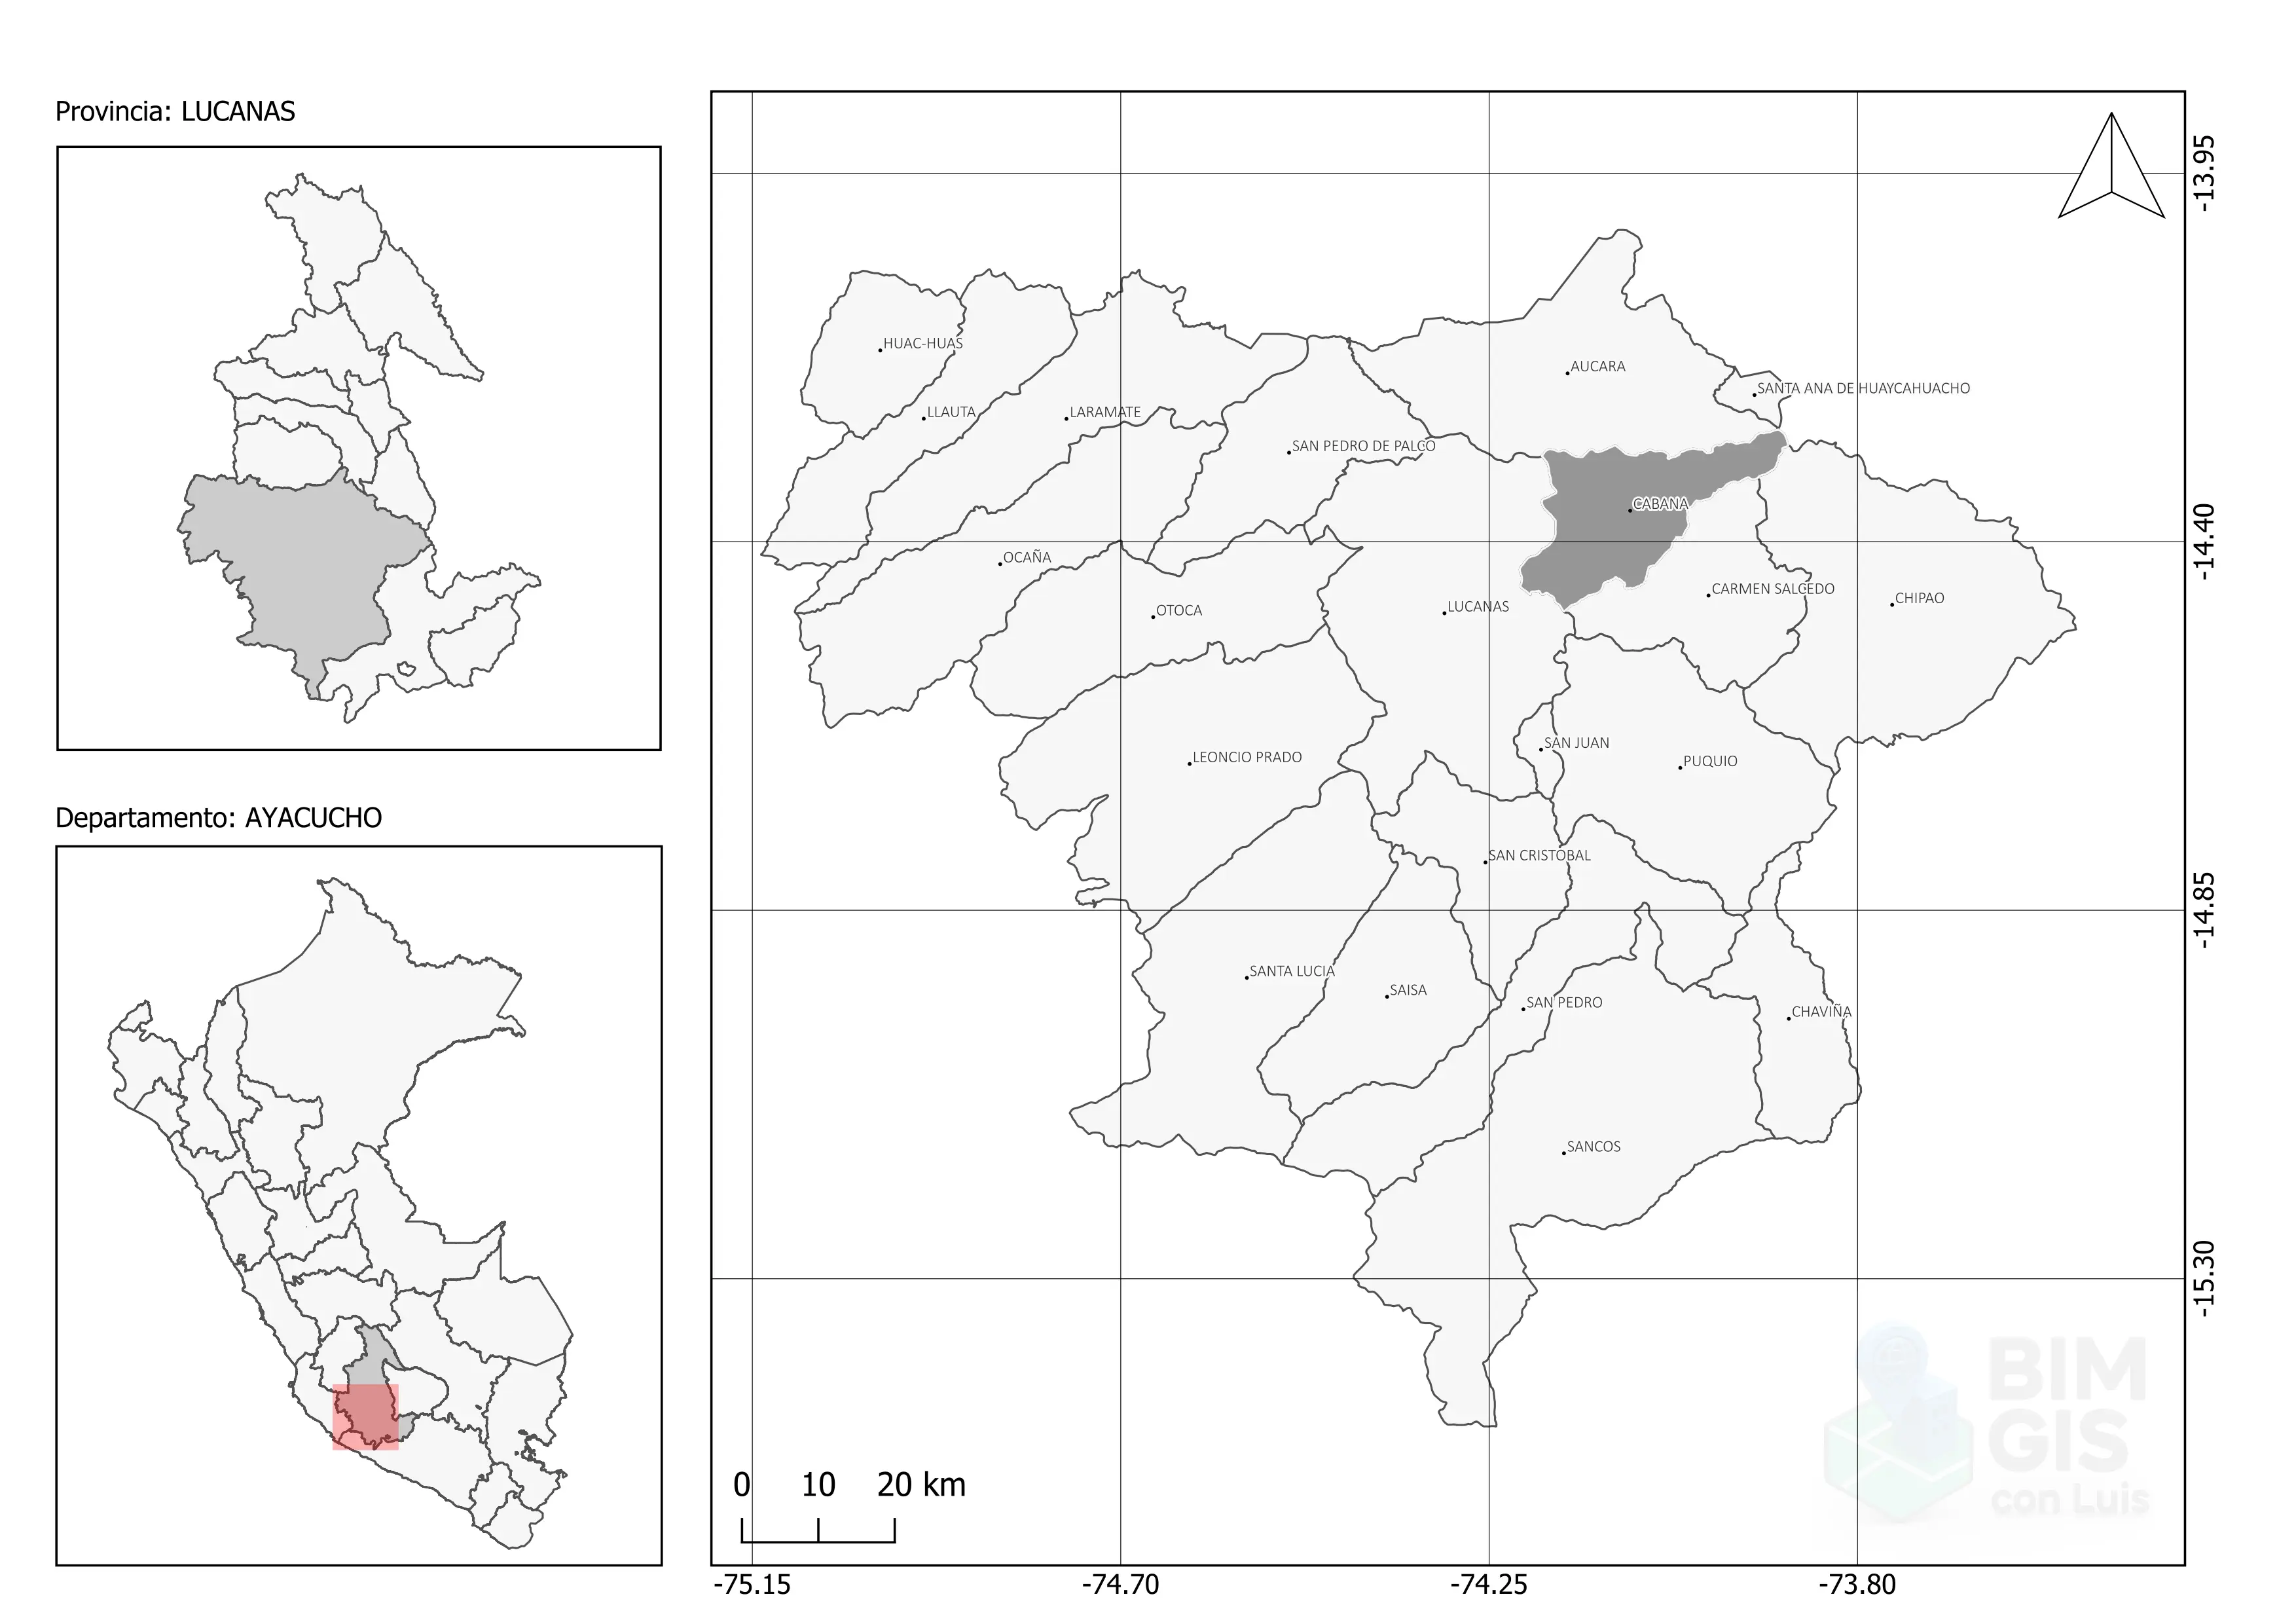 Provincia: LUCANAS
Departamento: AYACUCHO
HUAC-HUAS
AUCARA
SANTA ANA DE HUAYCAHUACHO
LLAUTA
LARAMATE
SAN PEDRO DE PALCO
CABANA
OCAÑA
CARMEN SALCEDO
CHIPAO
OTOCA
LUCANAS
SAN JUAN
LEONCIO PRADO
PUQUIO
SAN CRISTOBAL
SANTA LUCIA
SAISA
SAN PEDRO
CHAVIÑA
SANCOS
-13.95
-14.40
-14.85
-15.30
BIM
GIS
con Luis
0 10 20 km
-75.15 -74.70 -74.25 -73.80